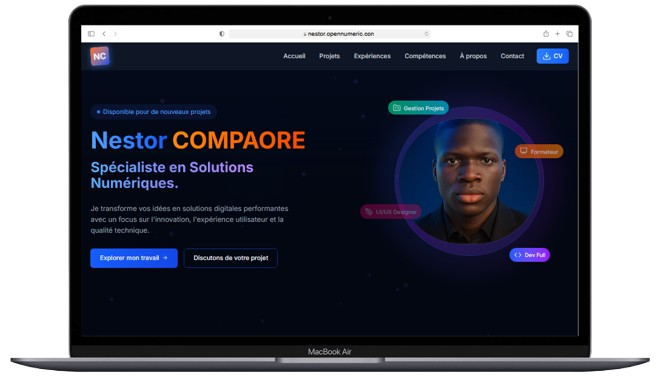 nestor.opennumeric.com
NC
Accueil Projets Expériences Compétences À propos Contact CV
Disponible pour de nouveaux projets
Gestion Projets
Nestor COMPAORE
Formateur
Spécialiste en Solutions
Numériques.
Je transforme vos idées en solutions digitales performantes
avec un focus sur l'innovation, l'expérience utilisateur et la
qualité technique.
UI/UX Designer
Explorer mon travail →
Discutons de votre projet
Dev Full
MacBook Air